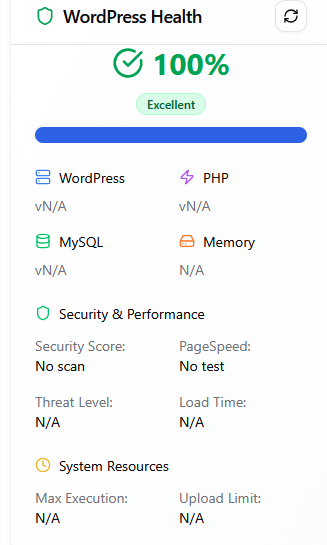 WordPress Health
100%
Excellent
WordPress PHP
vN/A vN/A
MySQL Memory
vN/A N/A
Security & Performance
Security Score: PageSpeed:
No scan No test
Threat Level: Load Time:
N/A N/A
System Resources
Max Execution: Upload Limit:
N/A N/A